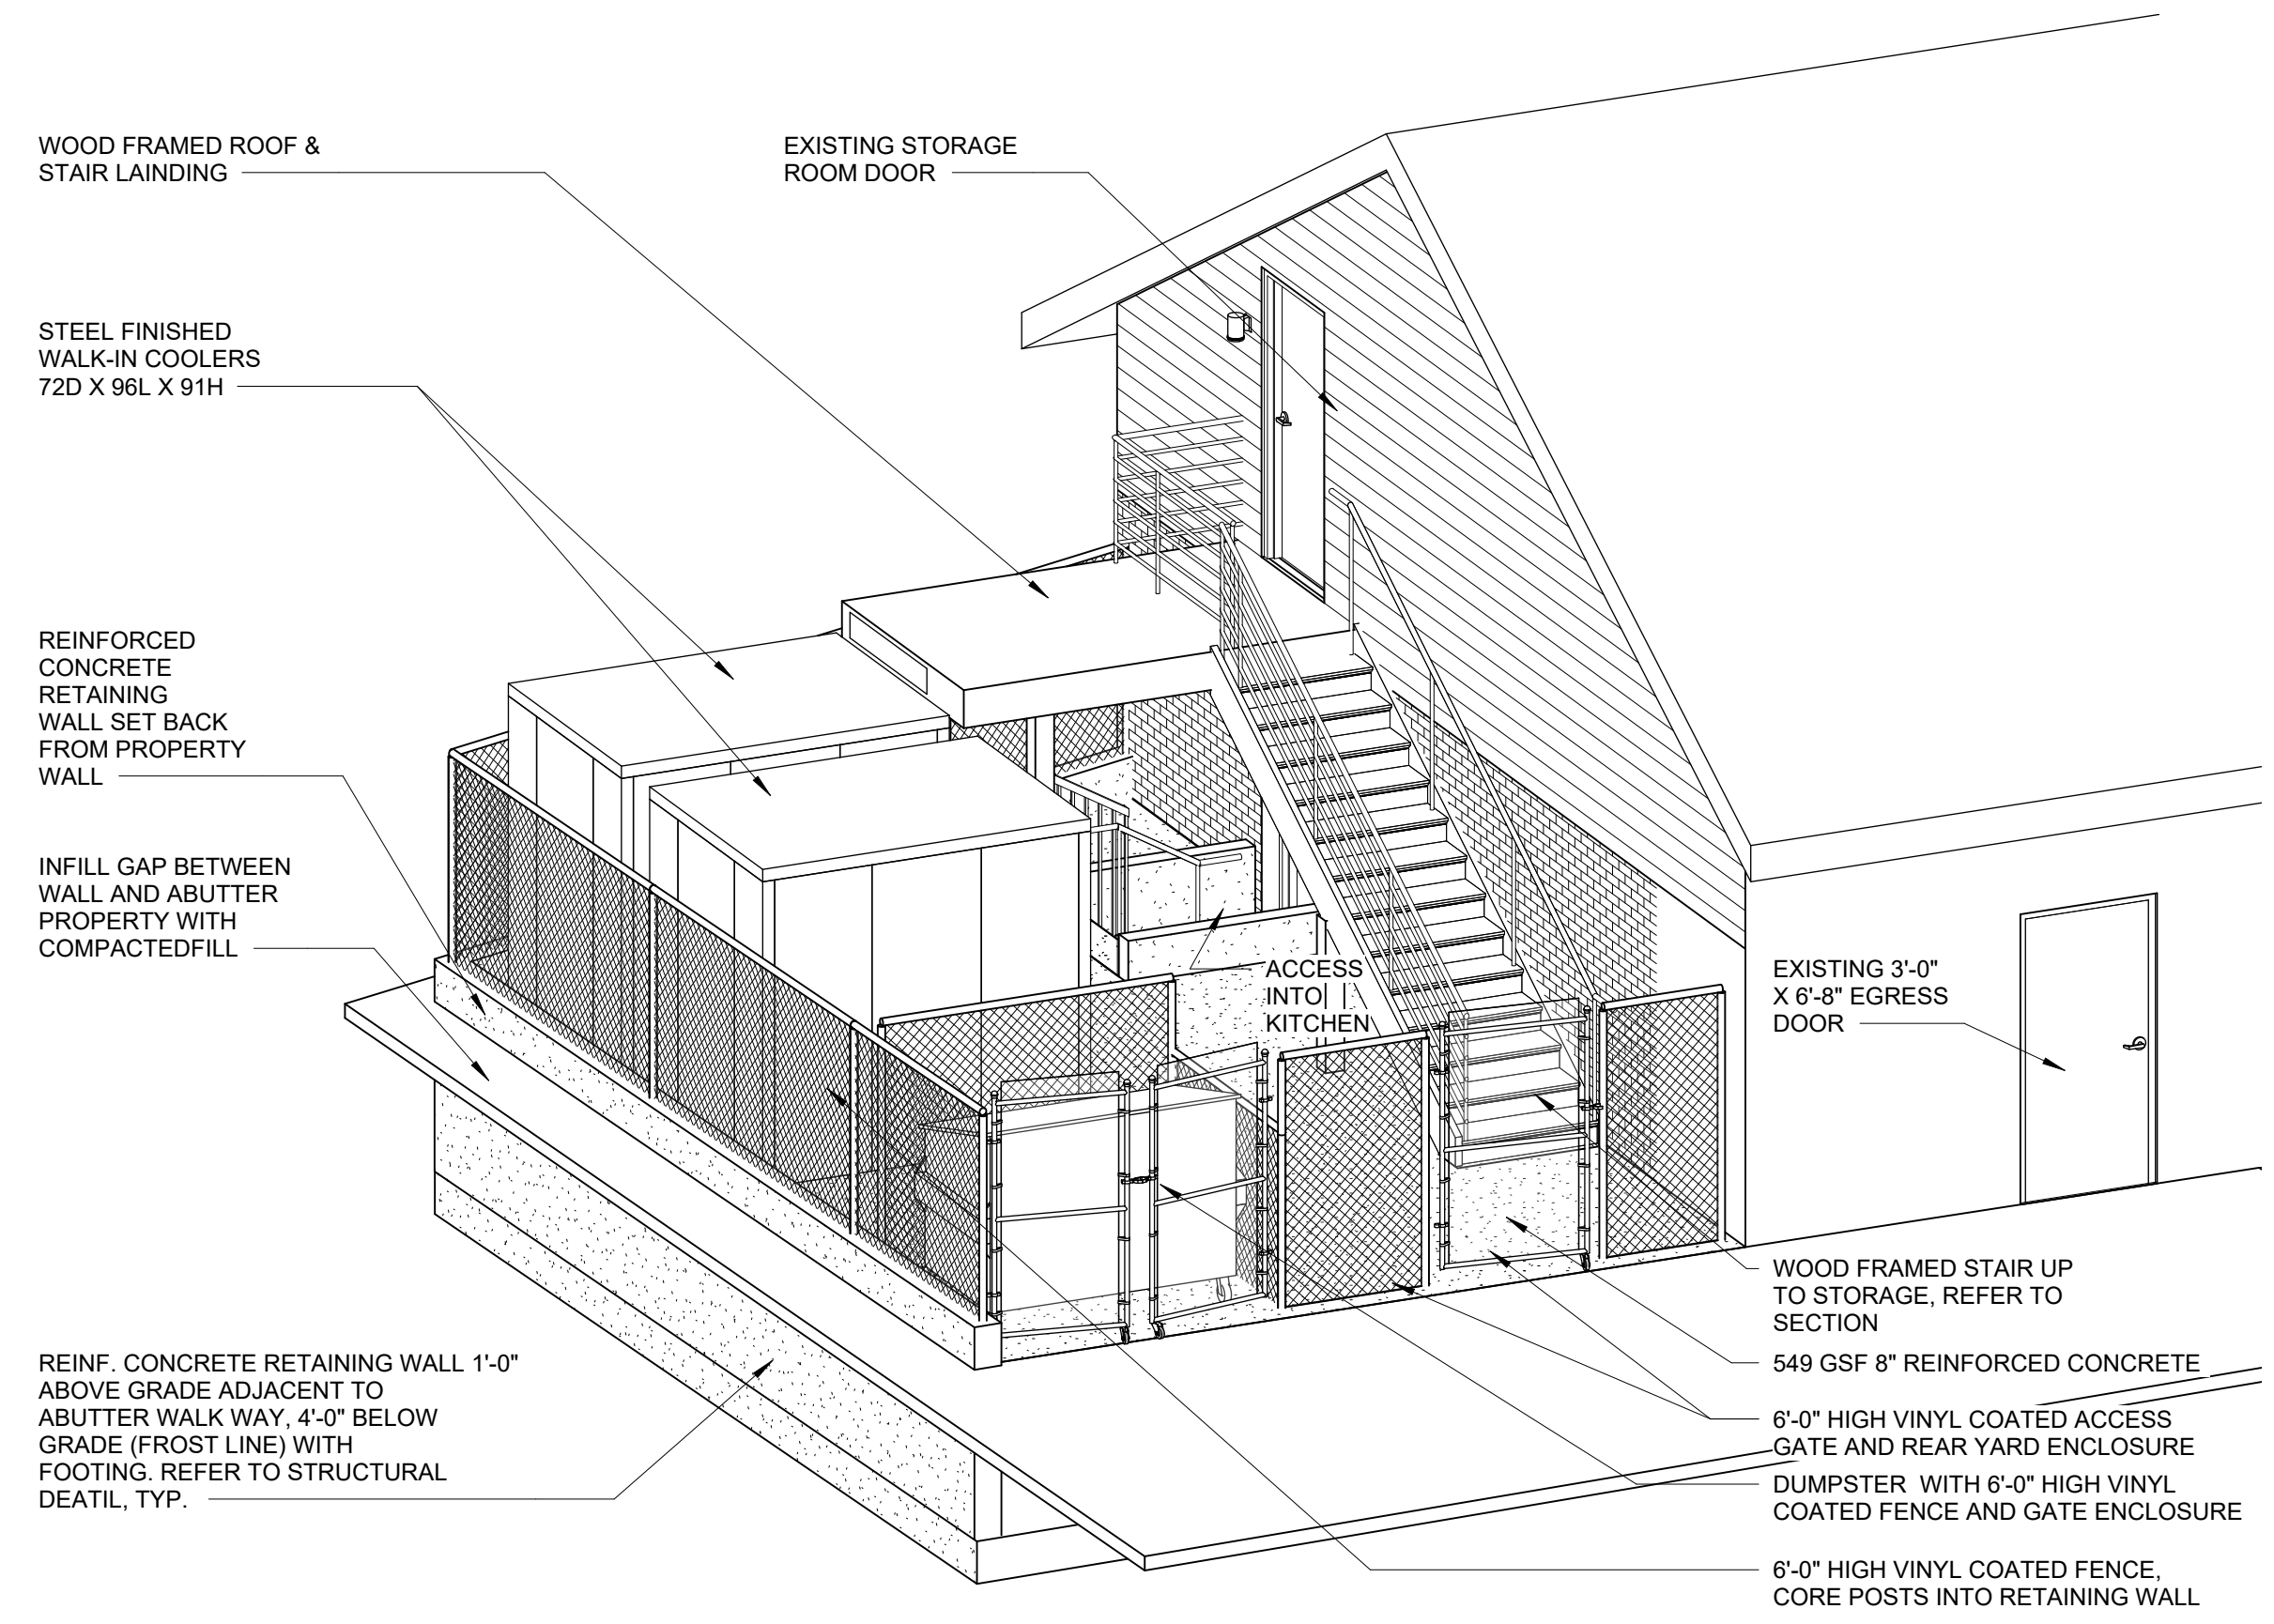 WOOD FRAMED ROOF &
STAIR LAINDING
EXISTING STORAGE
ROOM DOOR
STEEL FINISHED
WALK-IN COOLERS
72D X 96L X 91H
REINFORCED
CONCRETE
RETAINING
WALL SET BACK
FROM PROPERTY
WALL
INFILL GAP BETWEEN
WALL AND ABUTTER
PROPERTY WITH
COMPACTEDFILL
ACCESS
INTO
KITCHEN
EXISTING 3'-0"
X 6'-8" EGRESS
DOOR
REINF. CONCRETE RETAINING WALL 1'-0"
ABOVE GRADE ADJACENT TO
ABUTTER WALK WAY, 4'-0" BELOW
GRADE (FROST LINE) WITH
FOOTING. REFER TO STRUCTURAL
DEATIL, TYP.
WOOD FRAMED STAIR UP
TO STORAGE, REFER TO
SECTION
549 GSF 8" REINFORCED CONCRETE
6'-0" HIGH VINYL COATED ACCESS
GATE AND REAR YARD ENCLOSURE
DUMPSTER WITH 6'-0" HIGH VINYL
COATED FENCE AND GATE ENCLOSURE
6'-0" HIGH VINYL COATED FENCE,
CORE POSTS INTO RETAINING WALL